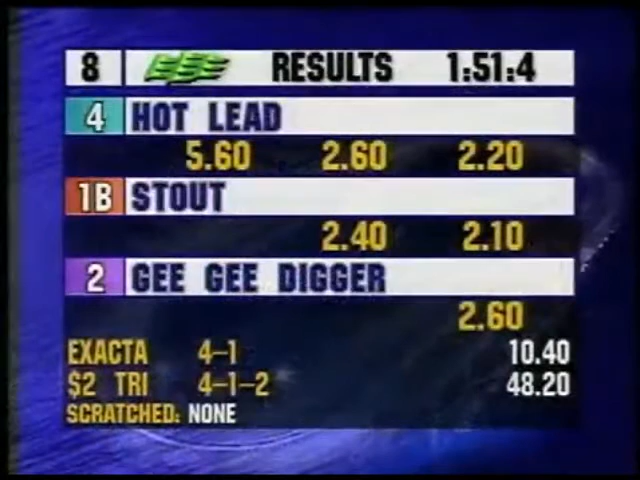 8 RESULTS 1:51:4
4 HOT LEAD
5.60 2.60 2.20
1B STOUT
2.40 2.10
2 GEE GEE DIGGER
2.60
EXACTA 4-1 10.40
$2 TRI 4-1-2 48.20
SCRATCHED: NONE